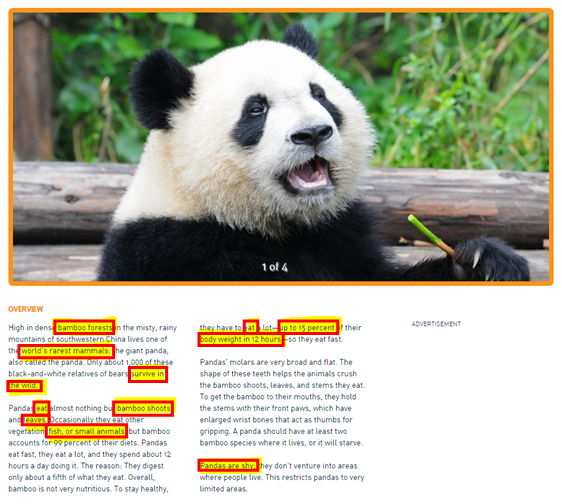 1 of 4
OVERVIEW
High in dense bamboo forests in the misty, rainy
mountains of southwestern China lives one of
the world's rarest mammals: the giant panda,
also called the panda. Only about 1,000 of these
black-and-white relatives of bears survive in
the wild.
Pandas eat almost nothing but bamboo shoots
and leaves. Occasionally they eat other
vegetation, fish, or small animals, but bamboo
accounts for 99 percent of their diets. Pandas
eat fast, they eat a lot, and they spend about 12
hours a day doing it. The reason: They digest
only about a fifth of what they eat. Overall,
bamboo is not very nutritious. To stay healthy,
they have to eat a lot—up to 15 percent of their
body weight in 12 hours—so they eat fast.
Pandas' molars are very broad and flat. The
shape of these teeth helps the animals crush
the bamboo shoots, leaves, and stems they eat.
To get the bamboo to their mouths, they hold
the stems with their front paws, which have
enlarged wrist bones that act as thumbs for
gripping. A panda should have at least two
bamboo species where it lives, or it will starve.
Pandas are shy; they don't venture into areas
where people live. This restricts pandas to very
limited areas.
ADVERTISEMENT